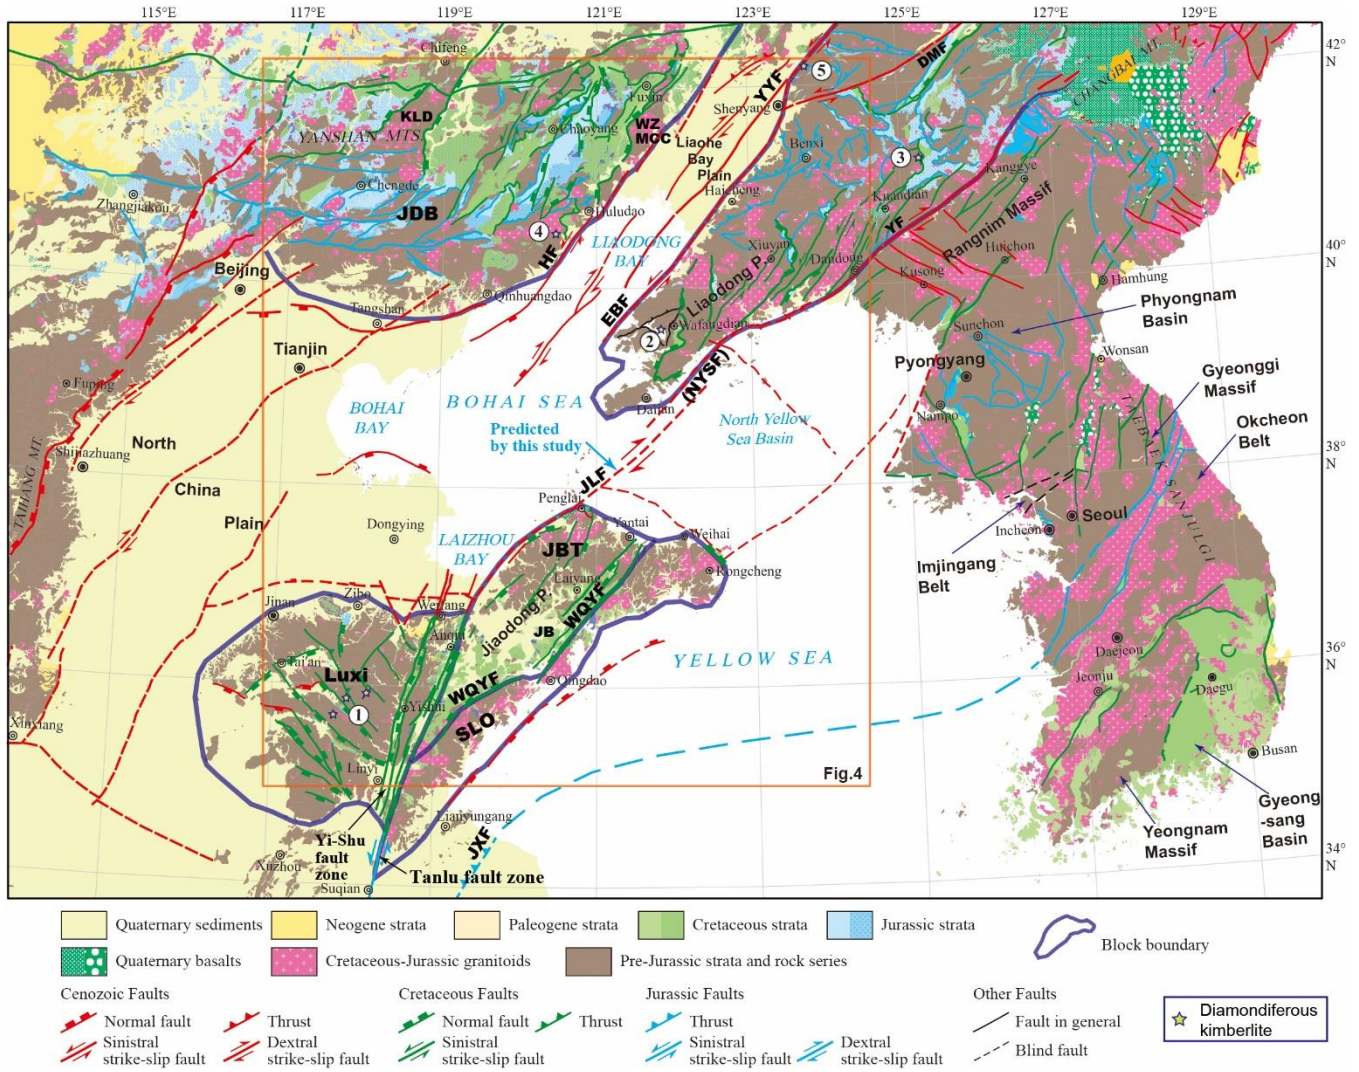 115°E
117°E
119°E
121°E
123°E
125°E
127°E
129°E
42°
N
40°
N
38°
N
36°
N
34°
N
Chifeng
KLD
YANSHAN MTS.
Zhangjiakou
Chengde
JDB
Chaoyang
Fuxin
WZ
MCC
Liaohe
Bay
Plain
YYF
5
Shenyang
DMF
CHANGBAI MT.
Benxi
3
Haicheng
Kuandian
Kanggye
Huludao
4
HF
LIAODONG
BAY
Xiuyan
Liaodong P.
Dandong
YF
Rangnim Massif
Huichon
Kusong
Hamhung
Beijing
Qinhuangdao
Tangshan
EBF
2
Wafangdian
Tianjin
Fuping
BOHAI
BAY
BOHAI SEA
Dalian
(NYSF)
North Yellow
Sea Basin
Predicted
by this study
Sunchon
Phyongnam
Basin
Pyongyang
Nampo
Wonsan
Gyeonggi
Massif
Okcheon
Belt
TAEBAEK SANJULGI
North
China
Plain
Shijiazhuang
TAIHANG MT.
JLF
Penglai
Dongying
LAIZHOU
BAY
Yantai
Weihai
JBT
Laiyang
Rongcheng
Jiaodong P.
WQYF
JB
Seoul
Incheon
Imjingang
Belt
Jinan
Zibo
Weifang
Anqiu
Tai'an
Luxi
1
Yishui
WQYF
SLO
Qingdao
YELLOW SEA
Daejeon
Jeonju
Daegu
Busan
Xinxiang
Linyi
Fig.4
Lianyungang
JXF
Yi-Shu
fault
zone
Tanlu fault zone
Xuzhou
Suqian
Yeongnam
Massif
Gyeong
-sang
Basin
Quaternary sediments
Neogene strata
Paleogene strata
Cretaceous strata
Jurassic strata
Block boundary
Quaternary basalts
Cretaceous-Jurassic granitoids
Pre-Jurassic strata and rock series
Cenozoic Faults
Cretaceous Faults
Jurassic Faults
Other Faults
Normal fault
Thrust
Normal fault
Thrust
Thrust
Fault in general
Sinistral
strike-slip fault
Dextral
strike-slip fault
Sinistral
strike-slip fault
Sinistral
strike-slip fault
Dextral
strike-slip fault
Blind fault
Diamondiferous
kimberlite